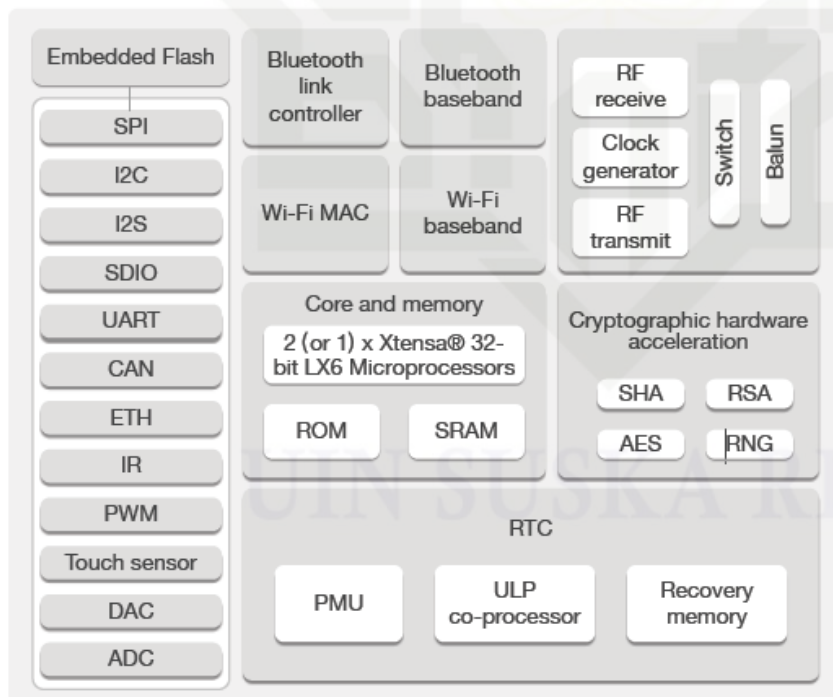 Embedded Flash
SPI
I2C
I2S
SDIO
UART
CAN
ETH
IR
PWM
Touch sensor
DAC
ADC
Bluetooth
link
controller
Bluetooth
baseband
Wi-Fi MAC
Wi-Fi
baseband
RF
receive
Clock
generator
RF
transmit
Switch
Balun
Core and memory
2 (or 1) x Xtensa® 32-
bit LX6 Microprocessors
ROM
SRAM
Cryptographic hardware
acceleration
SHA
RSA
AES
RNG
RTC
PMU
ULP
co-processor
Recovery
memory
UIN SUSKA R